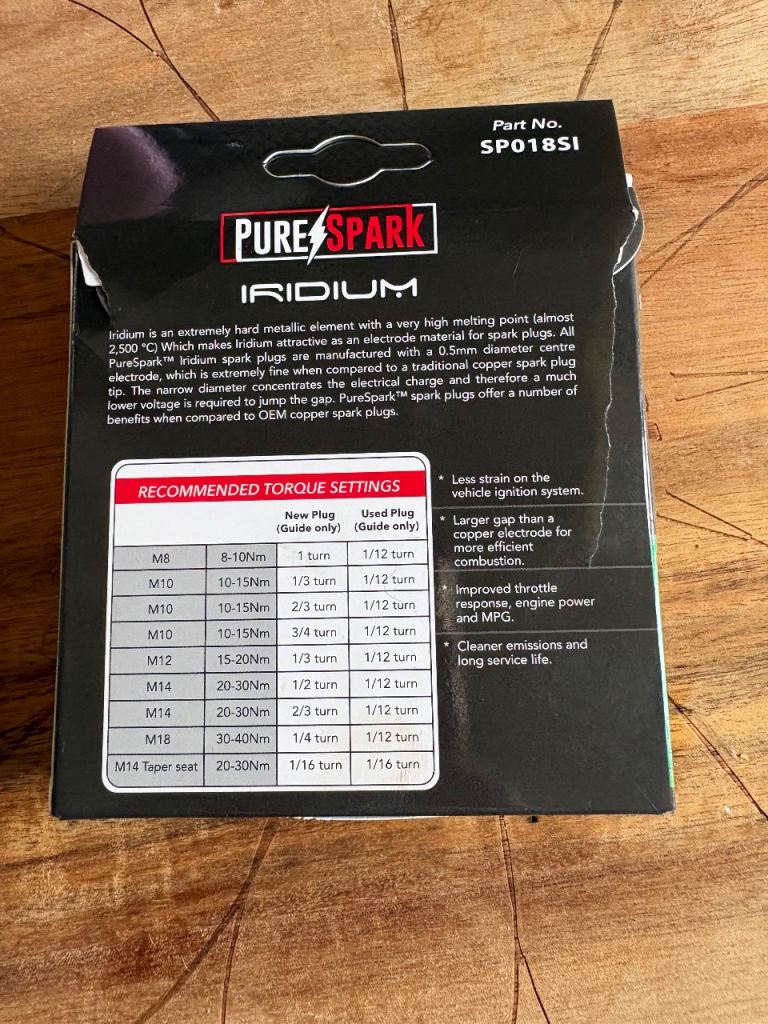 Part No.
SP018SI
PURE SPARK
IRIDIUM
Iridium is an extremely hard metallic element with a very high melting point (almost
2,500 °C) Which makes Iridium attractive as an electrode material for spark plugs. All
PureSpark™ Iridium spark plugs are manufactured with a 0.5mm diameter centre
electrode, which is extremely fine when compared to a traditional copper spark plug
tip. The narrow diameter concentrates the electrical charge and therefore a much
lower voltage is required to jump the gap. PureSpark™ spark plugs offer a number of
benefits when compared to OEM copper spark plugs.
RECOMMENDED TORQUE SETTINGS
New Plug Used Plug
(Guide only) (Guide only)
M8 8-10Nm 1 turn 1/12 turn
M10 10-15Nm 1/3 turn 1/12 turn
M10 10-15Nm 2/3 turn 1/12 turn
M10 10-15Nm 3/4 turn 1/12 turn
M12 15-20Nm 1/3 turn 1/12 turn
M14 20-30Nm 1/2 turn 1/12 turn
M14 20-30Nm 2/3 turn 1/12 turn
M18 30-40Nm 1/4 turn 1/12 turn
M14 Taper seat 20-30Nm 1/16 turn 1/16 turn
* Less strain on the
vehicle ignition system.
* Larger gap than a
copper electrode for
more efficient
combustion.
* Improved throttle
response, engine power
and MPG.
* Cleaner emissions and
long service life.